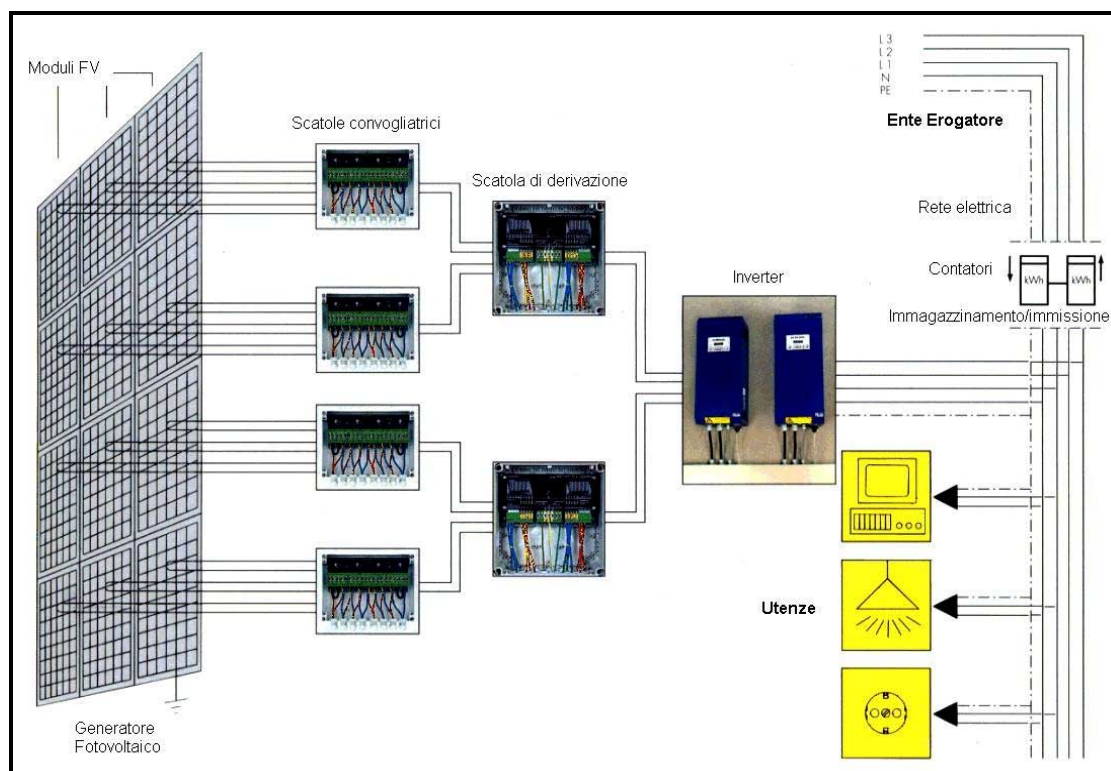 Moduli FV
Scatole convogliatrici
Scatola di derivazione
Inverter
L3
L2
L1
N
PE
Ente Erogatore
Rete elettrica
Contatori
kWh
kWh
Immagazzinamento/immissione
Utenze
Generatore
Fotovoltaico